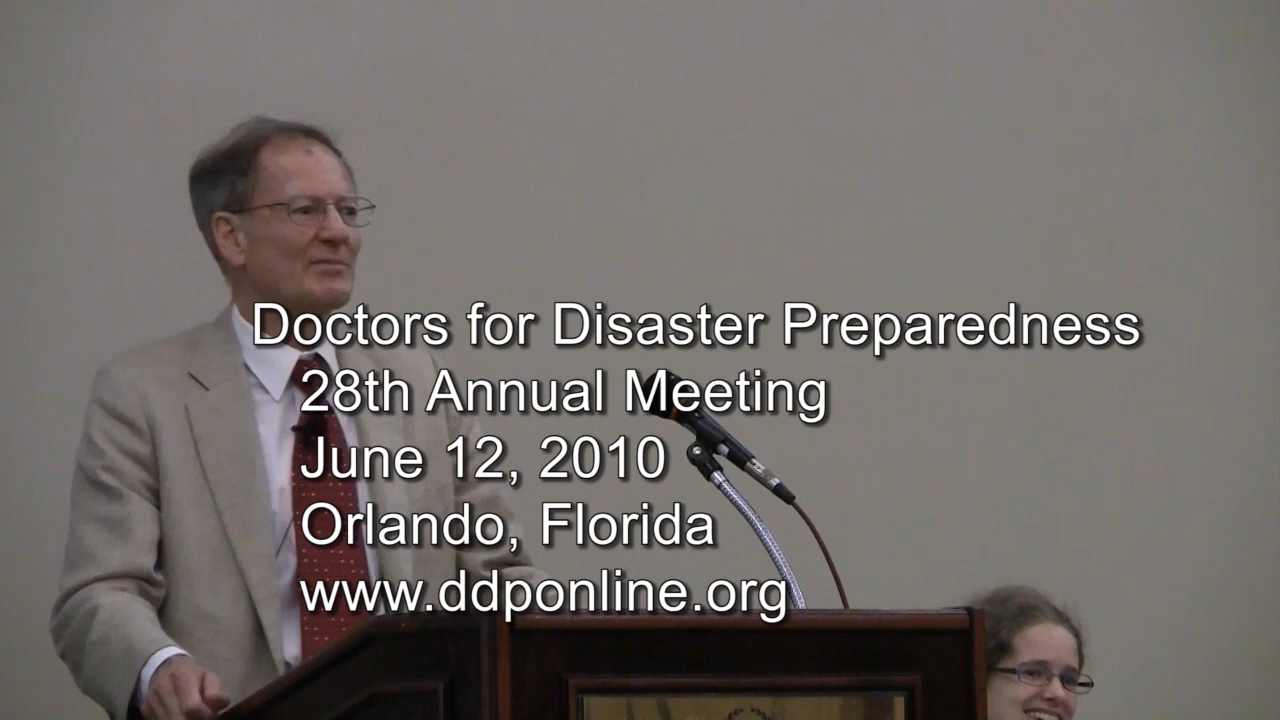 Doctors for Disaster Preparedness
28th Annual Meeting
June 12, 2010
Orlando, Florida
www.ddponline.org